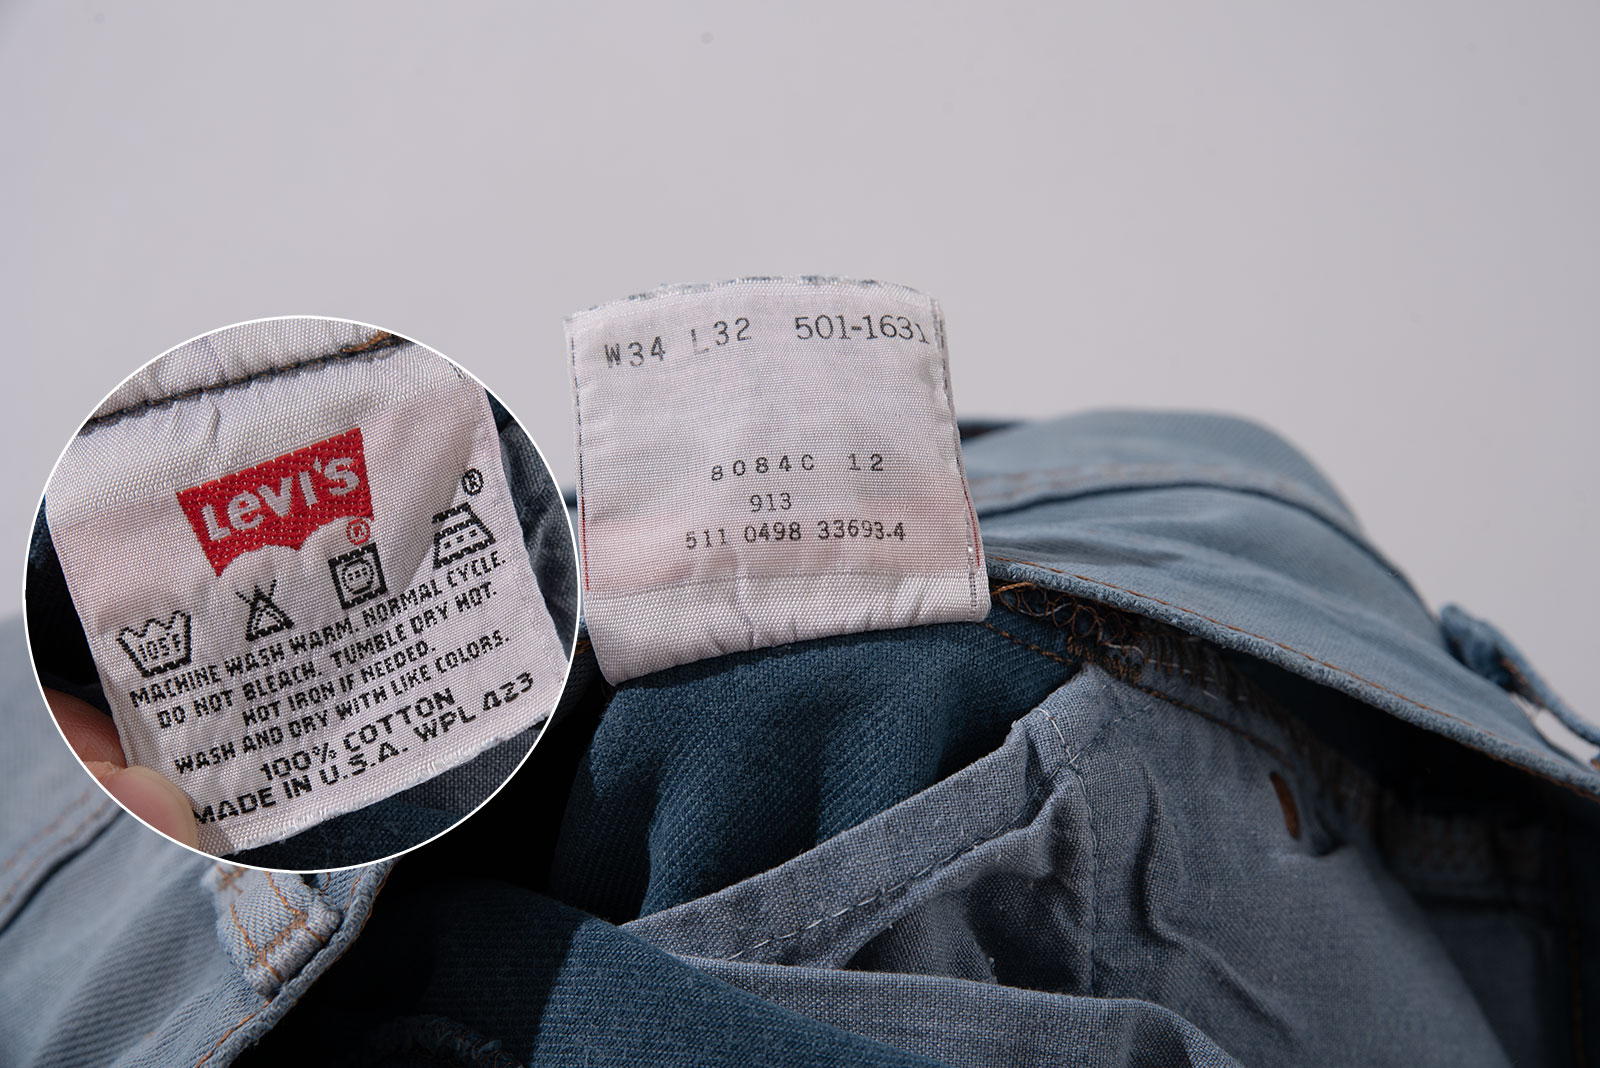 Levi's
®
®
105F
MACHINE WASH WARM. NORMAL CYCLE.
DO NOT BLEACH. TUMBLE DRY HOT.
HOT IRON IF NEEDED.
WASH AND DRY WITH LIKE COLORS.
100% COTTON
MADE IN U.S.A. WPL 423
W34 L32 501-1631
8084C 12
913
511 0498 33693.4